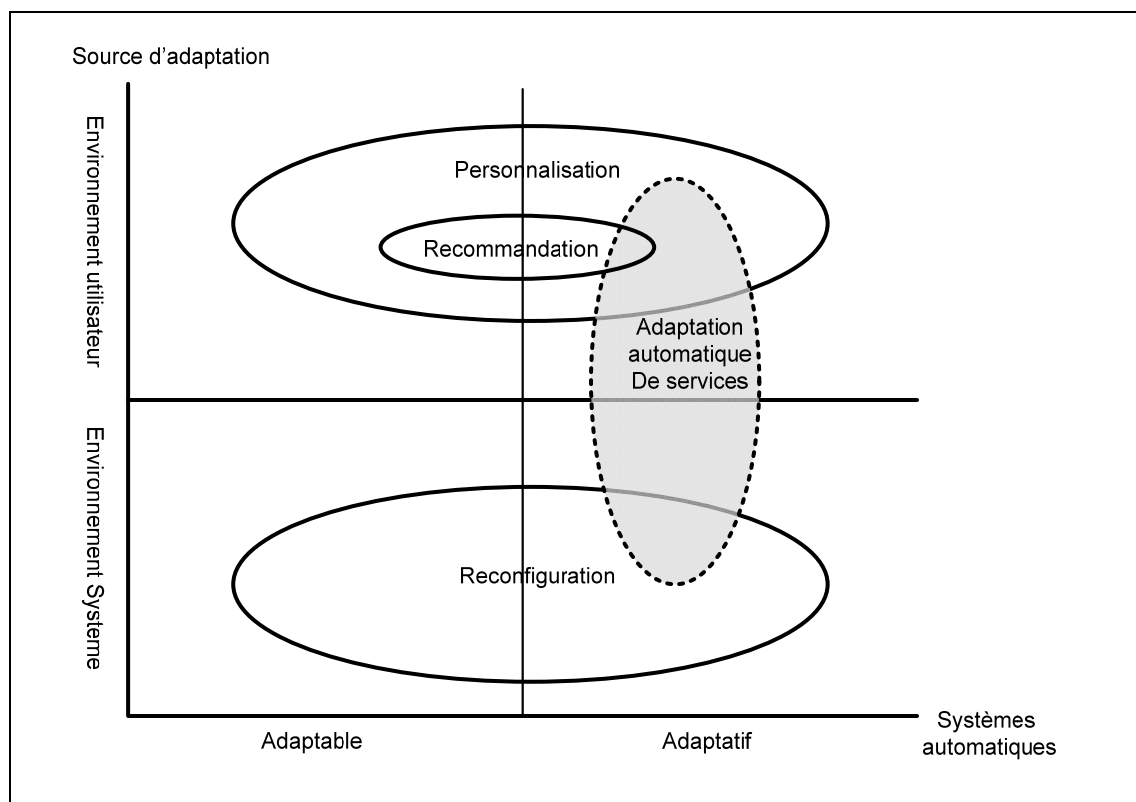 Source d'adaptation
Environnement utilisateur
Personnalisation
Recommandation
Adaptation
automatique
De services
Environnement Systeme
Reconfiguration
Adaptable
Adaptatif
Systèmes
automatiques